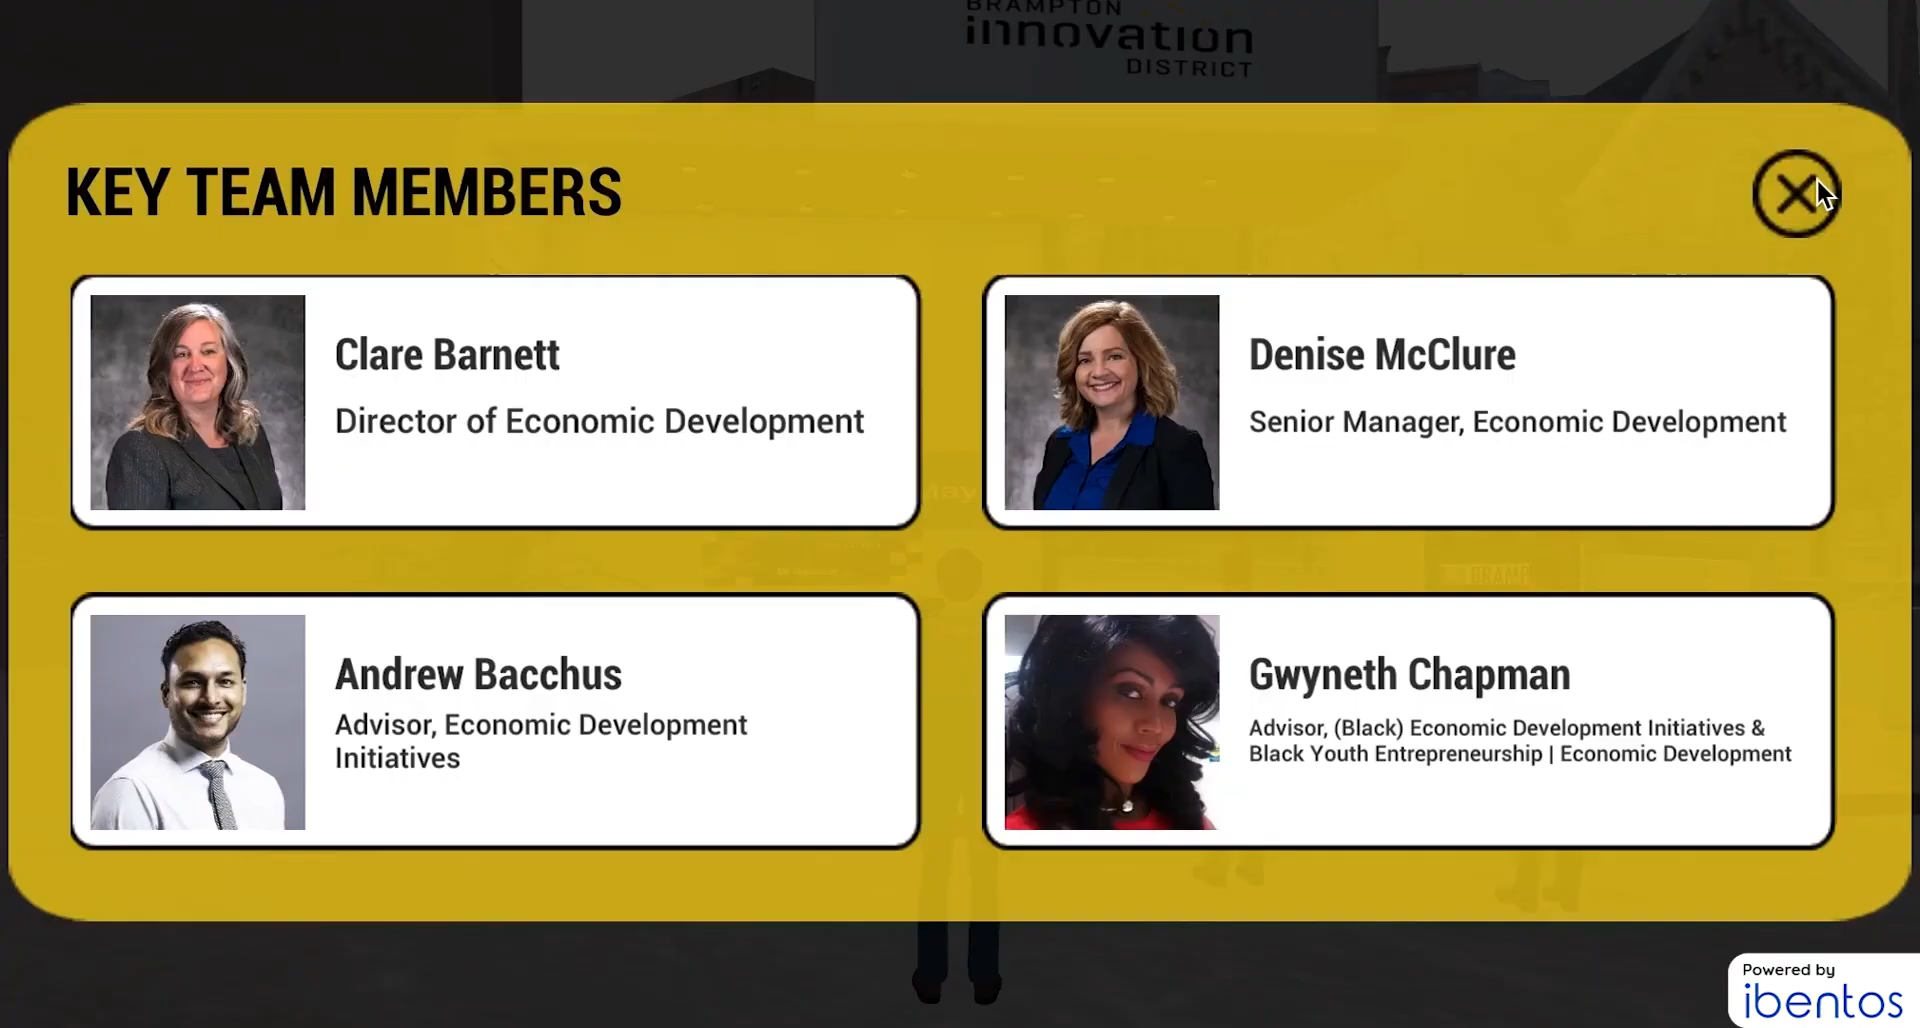 BRAMPTON
innovation
DISTRICT
KEY TEAM MEMBERS
Clare Barnett
Director of Economic Development
Denise McClure
Senior Manager, Economic Development
Andrew Bacchus
Advisor, Economic Development
Initiatives
Gwyneth Chapman
Advisor, (Black) Economic Development Initiatives &
Black Youth Entrepreneurship | Economic Development
Powered by
ibentos